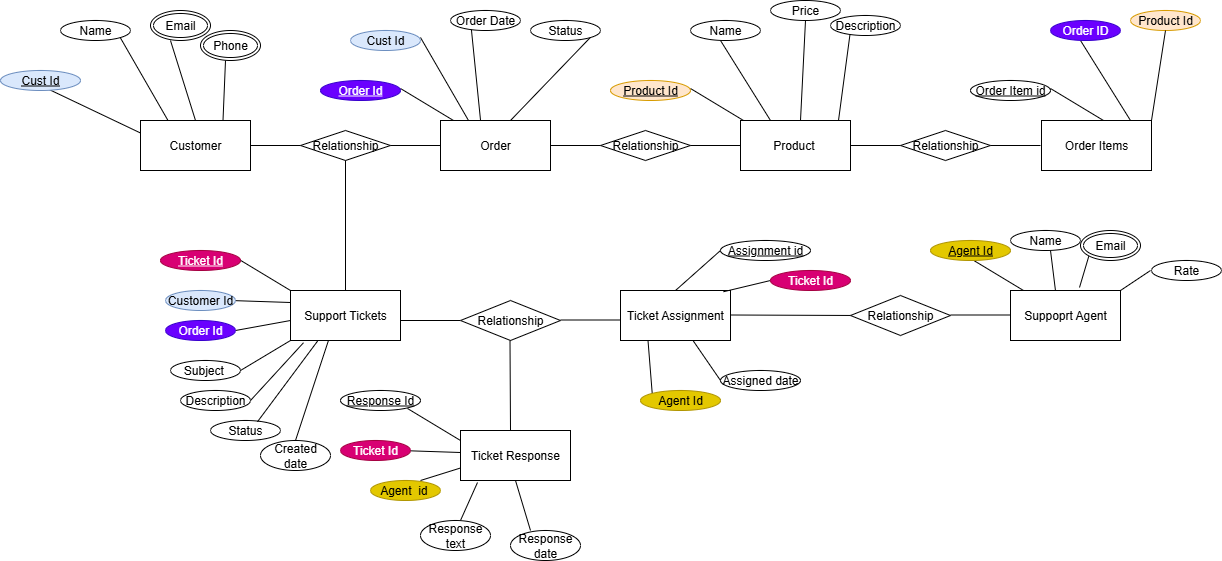 Name
Email
Phone
Cust Id
Customer
Relationship
Cust Id
Order Date
Status
Order Id
Order
Relationship
Name
Price
Description
Product Id
Product
Relationship
Order ID
Product Id
Order Item id
Order Items
Ticket Id
Customer Id
Order Id
Subject
Description
Status
Created
date
Support Tickets
Relationship
Response Id
Ticket Id
Agent  id
Response
text
Response
date
Ticket Response
Assignment id
Ticket Id
Ticket Assignment
Agent Id
Assigned date
Relationship
Agent Id
Name
Email
Rate
Suppoprt Agent